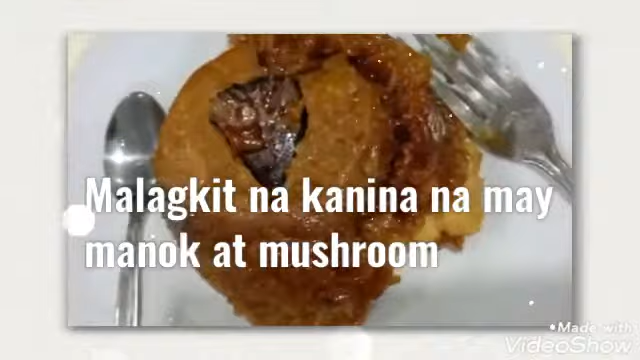 Malagkit na kanina na may
manok at mushroom
•Made with
VideoShow